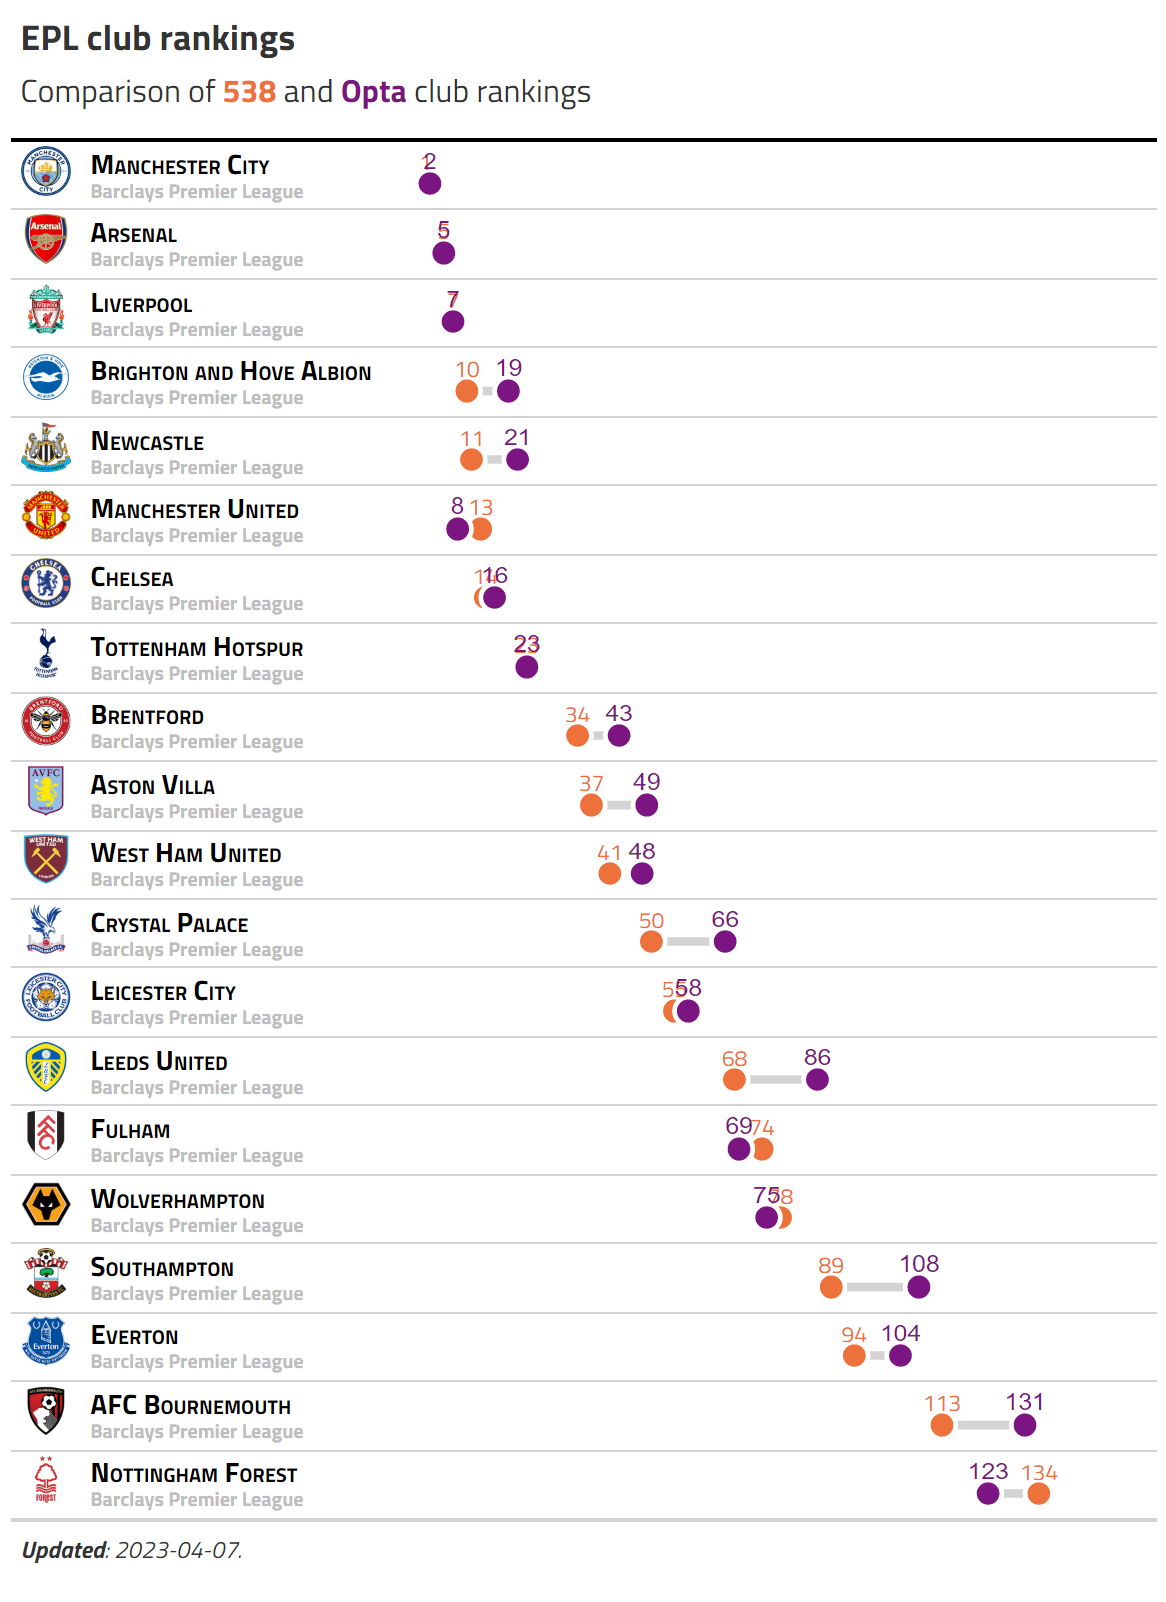 EPL club rankings
Comparison of 538 and Opta club rankings
MANCHESTER CITY 2
Barclays Premier League
ARSENAL 5
Barclays Premier League
LIVERPOOL 7
Barclays Premier League
BRIGHTON AND HOVE ALBION 10 19
Barclays Premier League
NEWCASTLE 11 21
Barclays Premier League
MANCHESTER UNITED 8 13
Barclays Premier League
CHELSEA 14 16
Barclays Premier League
TOTTENHAM HOTSPUR 23
Barclays Premier League
BRENTFORD 34 43
Barclays Premier League
ASTON VILLA 37 49
Barclays Premier League
WEST HAM UNITED 41 48
Barclays Premier League
CRYSTAL PALACE 50 66
Barclays Premier League
LEICESTER CITY 55 58
Barclays Premier League
LEEDS UNITED 68 86
Barclays Premier League
FULHAM 69 74
Barclays Premier League
WOLVERHAMPTON 75 78
Barclays Premier League
SOUTHAMPTON 89 108
Barclays Premier League
EVERTON 94 104
Barclays Premier League
AFC BOURNEMOUTH 113 131
Barclays Premier League
NOTTINGHAM FOREST 123 134
Barclays Premier League
Updated: 2023-04-07.